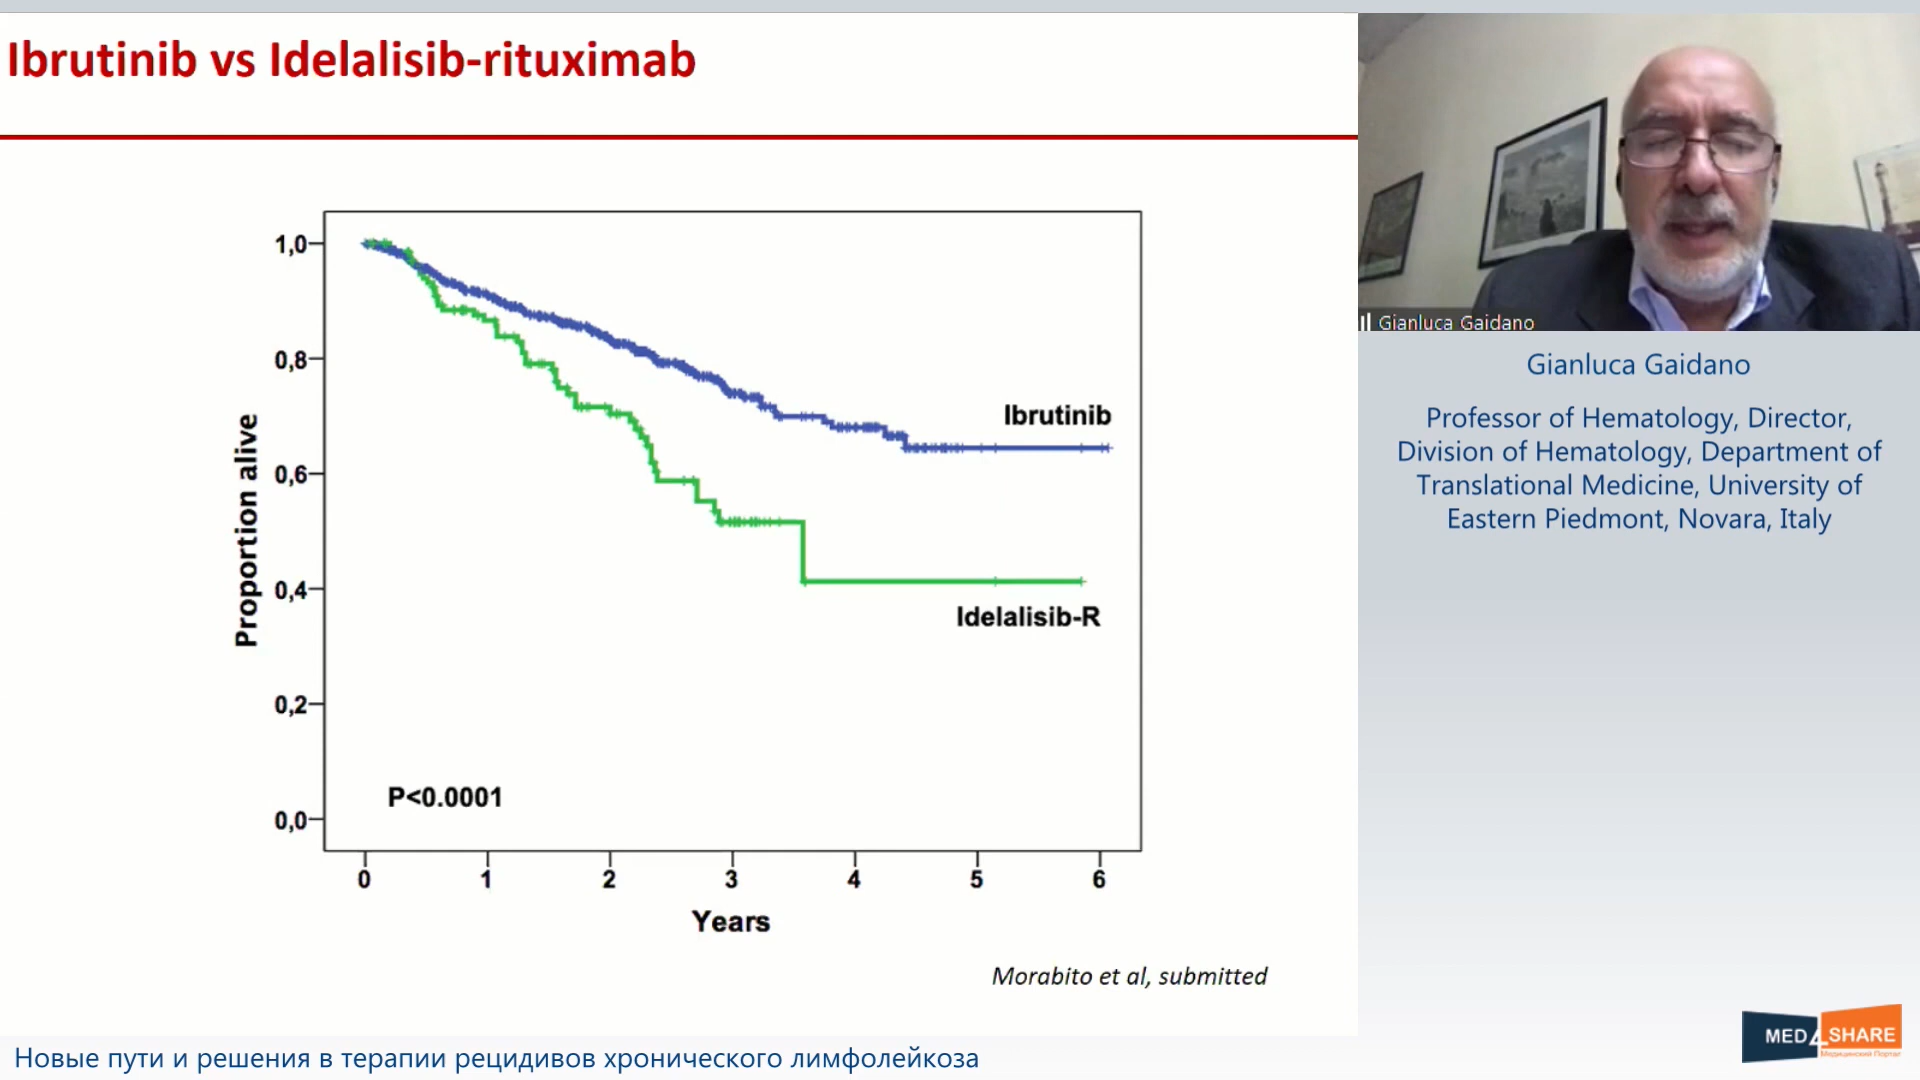 Ibrutinib vs Idelalisib-rituximab
1,0
0,8
0,6
0,4
0,2
0,0
Proportion alive
Ibrutinib
Idelalisib-R
P<0.0001
0 1 2 3 4 5 6
Years
Morabito et al, submitted
Gianluca Gaidano
Gianluca Gaidano
Professor of Hematology, Director,
Division of Hematology, Department of
Translational Medicine, University of
Eastern Piedmont, Novara, Italy
MED4SHARE
Медицинский Портал
Новые пути и решения в терапии рецидивов хронического лимфолейкоза